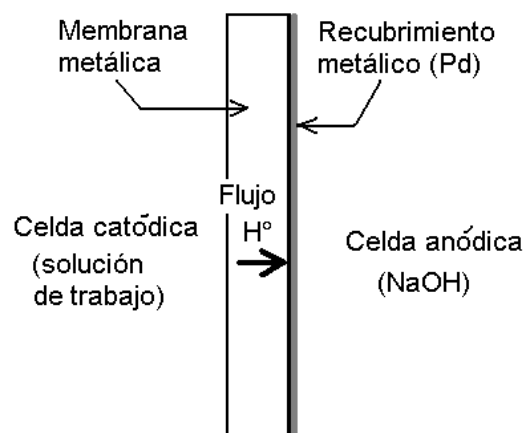 Membrana
metálica
Recubrimiento
metálico (Pd)
Flujo
H°
Celda catódica
(solución
de trabajo)
Celda anódica
(NaOH)